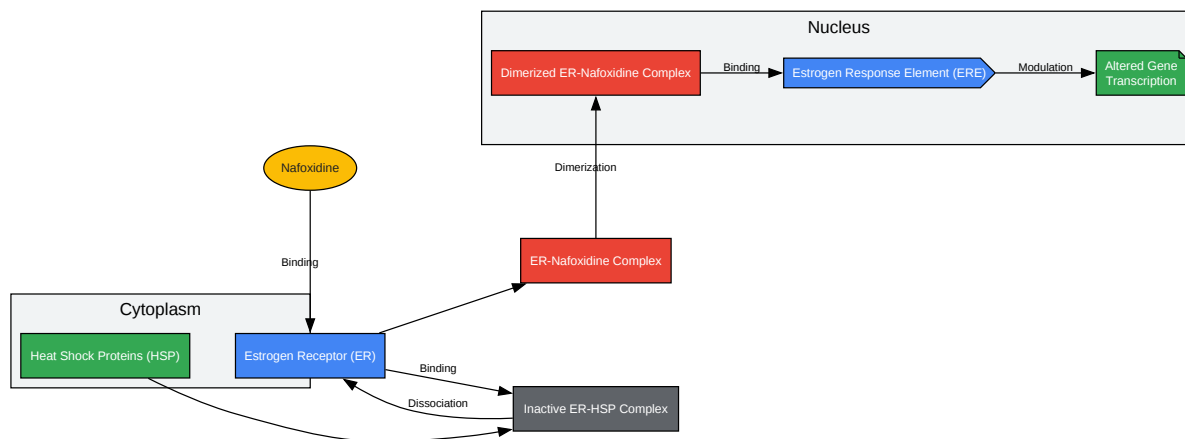 Nucleus
Dimerized ER-Nafoxidine Complex
Binding
Estrogen Response Element (ERE)
Modulation
Altered Gene
Transcription
Nafoxidine
Dimerization
Binding
ER-Nafoxidine Complex
Cytoplasm
Heat Shock Proteins (HSP)
Estrogen Receptor (ER)
Binding
Dissociation
Inactive ER-HSP Complex